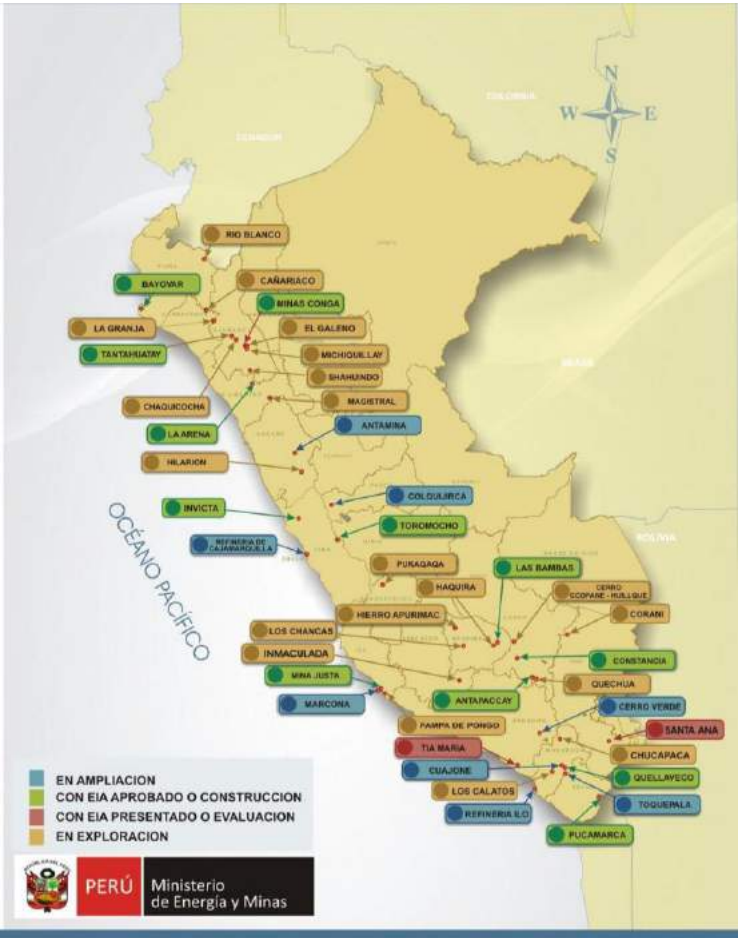 N
W E
S
COLOMBIA
ECUADOR
RIO BLANCO
BAYOVAR
CAÑARIACO
MINAS CONGA
LA GRANJA
EL GALENO
TANTAHUATAY
MICHIQUILLAY
SHAHUINDO
CHAQUICOCHA
MAGISTRAL
LA ARENA
ANTAMINA
HILARION
COLQUIJIRCA
INVICTA
TOROMOCHO
REFINERIA DE
CAJAMARQUILLA
BRASIL
BOLIVIA
OCÉANO PACÍFICO
PUKAQAQA
LAS BAMBAS
HAQUIRA
CERRO
CCOPANE - HUILLQUE
HIERRO APURIMAC
CORANI
LOS CHANCAS
INMACULADA
CONSTANCIA
MINA JUSTA
QUECHUA
MARCONA
ANTAPACCAY
CERRO VERDE
PAMPA DE PONGO
SANTA ANA
TIA MARIA
CHUCAPACA
CUAJONE
QUELLAVECO
LOS CALATOS
TOQUEPALA
REFINERIA ILO
PUCAMARCA
EN AMPLIACION
CON EIA APROBADO O CONSTRUCCION
CON EIA PRESENTADO O EVALUACION
EN EXPLORACION
PERÚ
Ministerio
de Energía y Minas